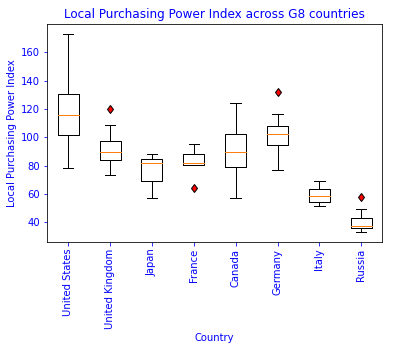 Local Purchasing Power Index across G8 countries
Local Purchasing Power Index
160
140
120
100
80
60
40
United States
United Kingdom
Japan
France
Canada
Germany
Italy
Russia
Country